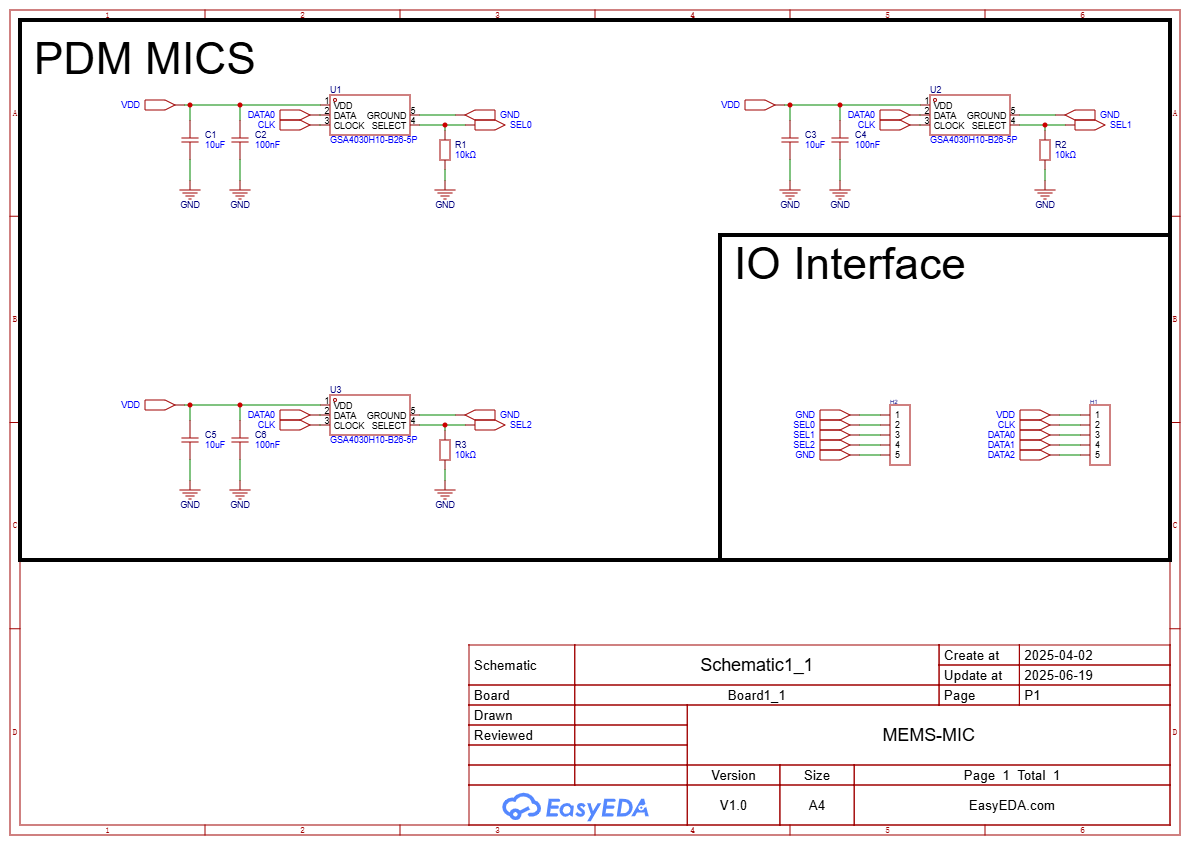 1 2 3 4 5 6
PDM MICS
A A
U1
VDD
1 VDD
DATA0 2 DATA GROUND 5 GND
CLK 3 CLOCK SELECT 4 SEL0
GSA4030H10-B26-5P
C1
10uF
C2
100nF
R1
10kΩ
GND GND GND
U2
VDD
1 VDD
DATA0 2 DATA GROUND 5 GND
CLK 3 CLOCK SELECT 4 SEL1
GSA4030H10-B26-5P
C3
10uF
C4
100nF
R2
10kΩ
GND GND GND
IO Interface
B B
U3
VDD
1 VDD
DATA0 2 DATA GROUND 5 GND
CLK 3 CLOCK SELECT 4 SEL2
GSA4030H10-B26-5P
C5
10uF
C6
100nF
R3
10kΩ
GND GND GND
H2
GND 1
SEL0 2
SEL1 3
SEL2 4
GND 5
H1
VDD 1
CLK 2
DATA0 3
DATA1 4
DATA2 5
C C
Schematic Schematic1_1 Create at 2025-04-02
Update at 2025-06-19
Board Board1_1 Page P1
Drawn
Reviewed
MEMS-MIC
D D
Version Size Page 1 Total 1
EasyEDA V1.0 A4 EasyEDA.com
1 2 3 4 5 6